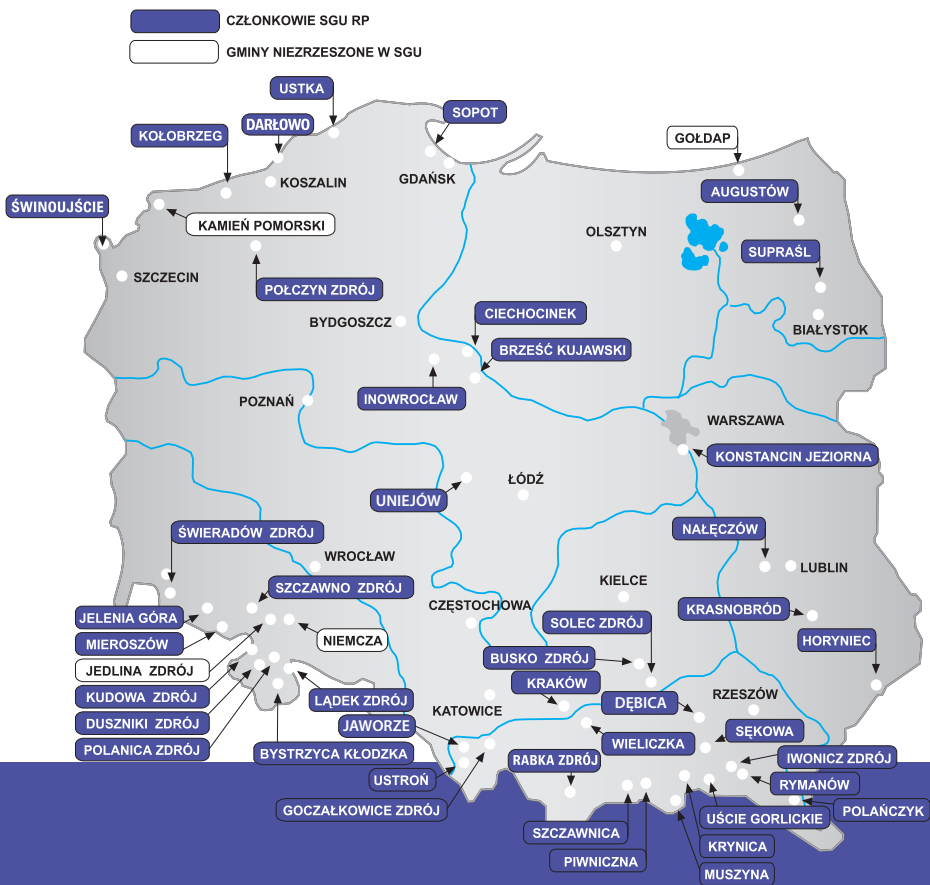 CZŁONKOWIE SGU RP
GMINY NIEZRZESZONE W SGU
USTKA
SOPOT
DARŁOWO
KOŁOBRZEG
GOŁDAP
KOSZALIN
GDAŃSK
AUGUSTÓW
ŚWINOUJŚCIE
KAMIEŃ POMORSKI
OLSZTYN
SUPRAŚL
SZCZECIN
POŁCZYN ZDRÓJ
CIECHOCINEK
BYDGOSZCZ
BIAŁYSTOK
BRZEŚĆ KUJAWSKI
INOWROCŁAW
POZNAŃ
WARSZAWA
KONSTANCIN JEZIORNA
ŁÓDŹ
UNIEJÓW
ŚWIERADÓW ZDRÓJ
NAŁĘCZÓW
WROCŁAW
LUBLIN
KIELCE
SZCZAWNO ZDRÓJ
CZĘSTOCHOWA
KRASNOBRÓD
JELENIA GÓRA
SOLEC ZDRÓJ
MIEROSZÓW
NIEMCZA
HORYNIEC
BUSKO ZDRÓJ
JEDLINA ZDRÓJ
KRAKÓW
KUDOWA ZDRÓJ
LĄDEK ZDRÓJ
RZESZÓW
DĘBICA
KATOWICE
DUSZNIKI ZDRÓJ
JAWORZE
SĘKOWA
WIELICZKA
POLANICA ZDRÓJ
BYSTRZYCA KŁODZKA
RABKA ZDRÓJ
IWONICZ ZDRÓJ
USTROŃ
RYMANÓW
GOCZAŁKOWICE ZDRÓJ
POLAŃCZYK
UŚCIE GORLICKIE
SZCZAWNICA
KRYNICA
PIWNICZNA
MUSZYNA